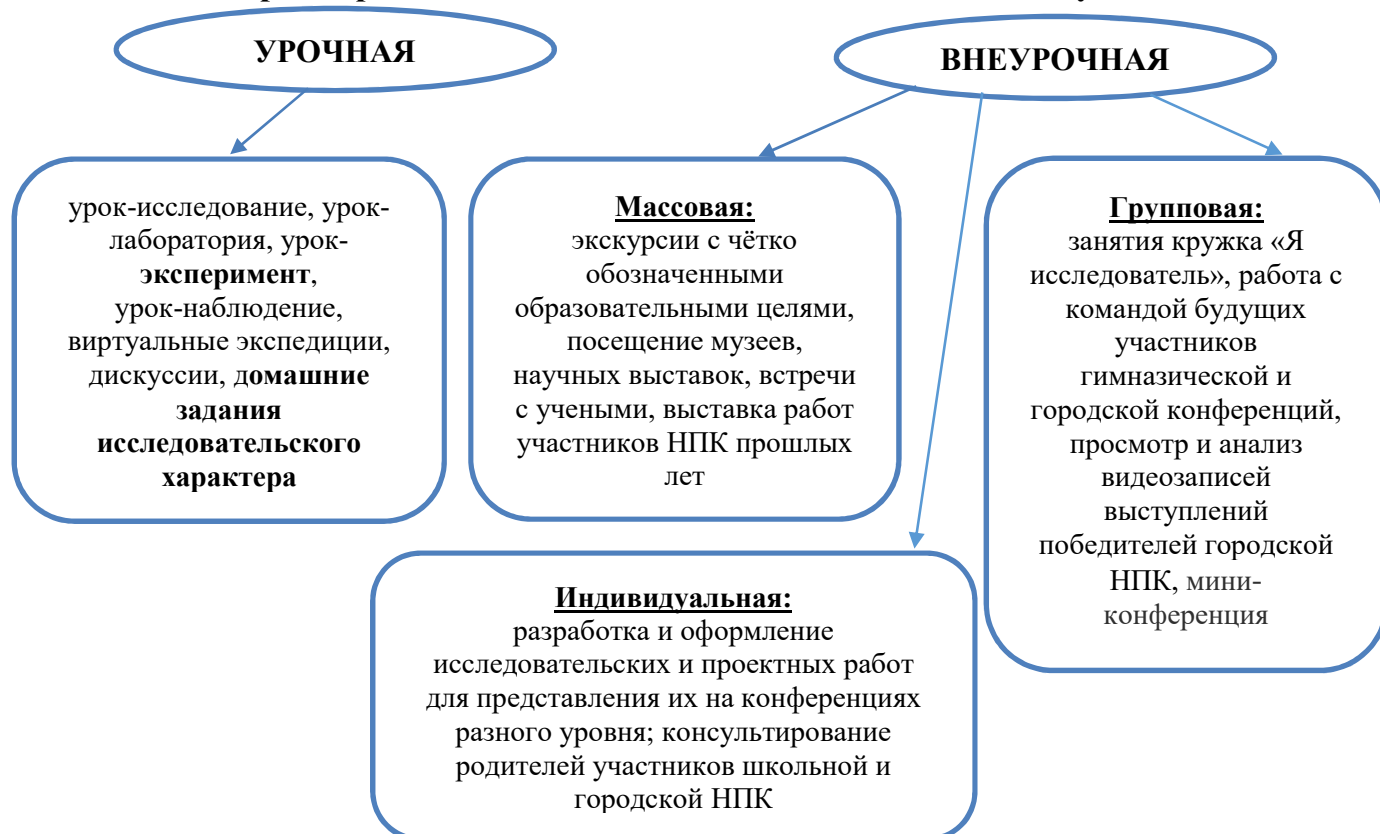 УРОЧНАЯ
ВНЕУРОЧНАЯ
урок-исследование, урок-
лаборатория, урок-
эксперимент,
урок-наблюдение,
виртуальные экспедиции,
дискуссии, домашние
задания
исследовательского
характера
Массовая:
экскурсии с чётко
обозначенными
образовательными целями,
посещение музеев,
научных выставок, встречи
с учеными, выставка работ
участников НПК прошлых
лет
Групповая:
занятия кружка «Я
исследователь», работа с
командой будущих
участников
гимназической и
городской конференций,
просмотр и анализ
видеозаписей
выступлений
победителей городской
НПК, мини-
конференция
Индивидуальная:
разработка и оформление
исследовательских и проектных работ
для представления их на конференциях
разного уровня; консультирование
родителей участников школьной и
городской НПК